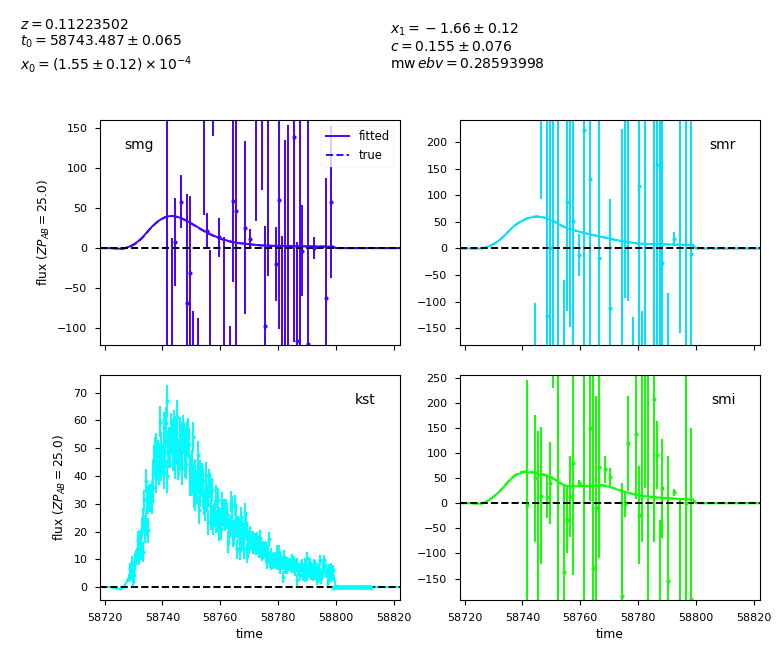 z = 0.11223502
t₀ = 58743.487 ± 0.065
x₀ = (1.55 ± 0.12) × 10⁻⁴
x₁ = −1.66 ± 0.12
c = 0.155 ± 0.076
mw ebv = 0.28593998
150
100
50
0
−50
−100
flux (ZP_AB = 25.0)
smg
fitted
true
200
150
100
50
0
−50
−100
−150
smr
70
60
50
40
30
20
10
0
flux (ZP_AB = 25.0)
kst
58720 58740 58760 58780 58800 58820
time
250
200
150
100
50
0
−50
−100
−150
smi
58720 58740 58760 58780 58800 58820
time